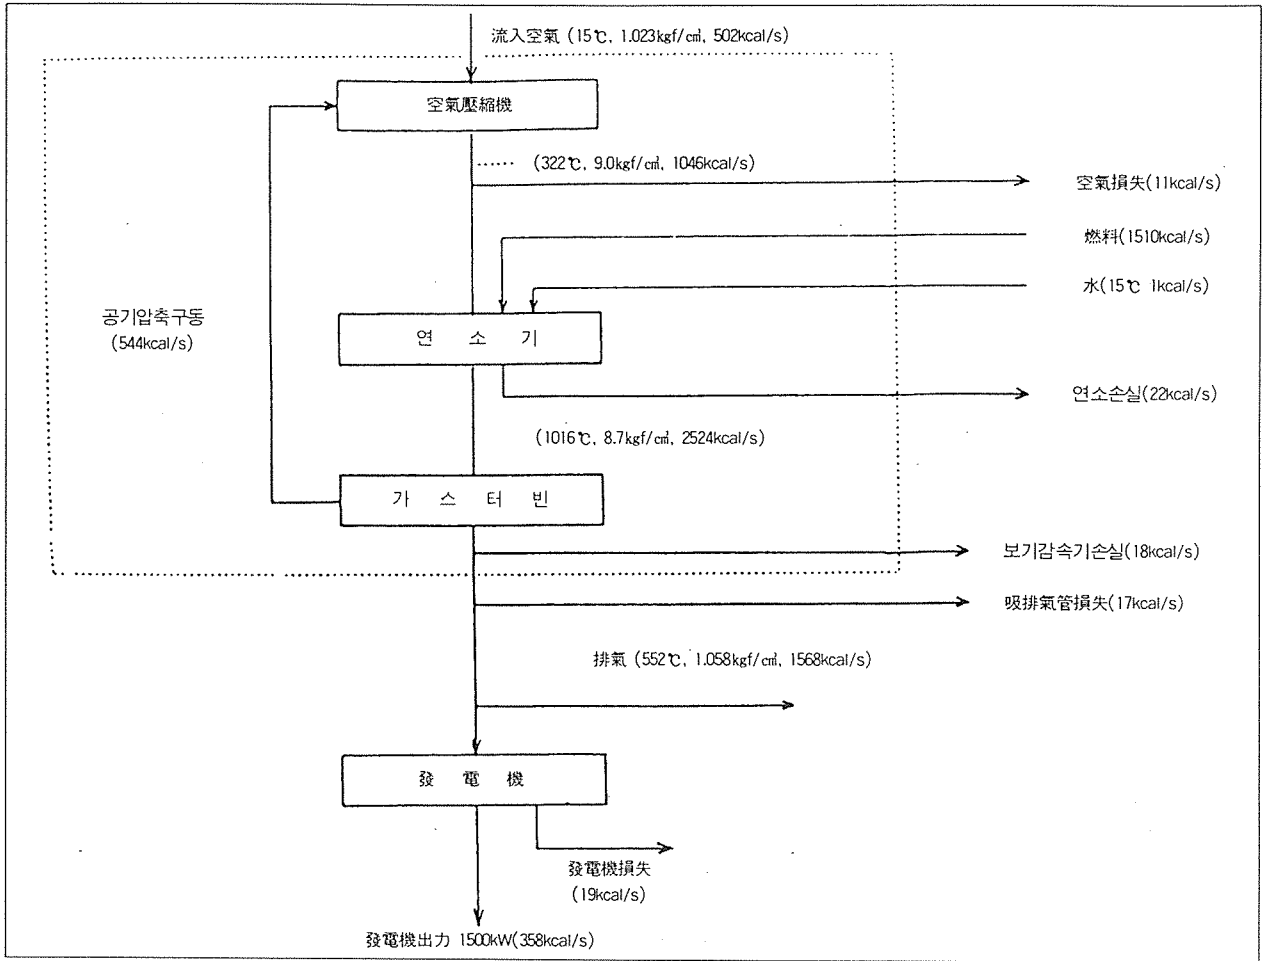 流入空氣 (15℃, 1.023kgf/㎠, 502kcal/s)
空氣壓縮機
(322℃, 9.0kgf/㎠, 1046kcal/s)
空氣損失(11kcal/s)
燃料(1510kcal/s)
水(15℃ 1kcal/s)
공기압축구동
(544kcal/s)
연 소 기
연소손실(22kcal/s)
(1016℃, 8.7kgf/㎠, 2524kcal/s)
가 스 터 빈
보기감속기손실(18kcal/s)
吸排氣管損失(17kcal/s)
排氣 (552℃, 1.058kgf/㎠, 1568kcal/s)
發 電 機
發電機損失
(19kcal/s)
發電機出力 1500kW(358kcal/s)